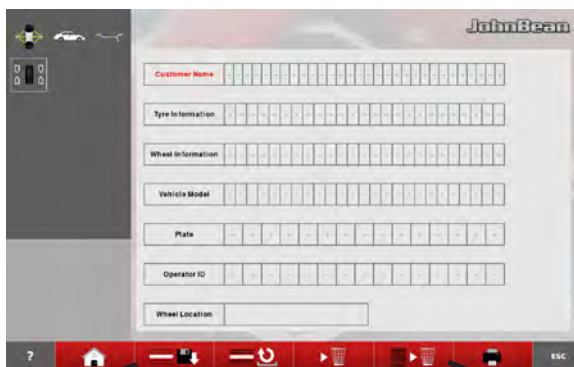 JohnBean
Customer Name
Tyre Information
Wheel Information
Vehicle Model
Plate
Operator ID
Wheel Location
? ESC